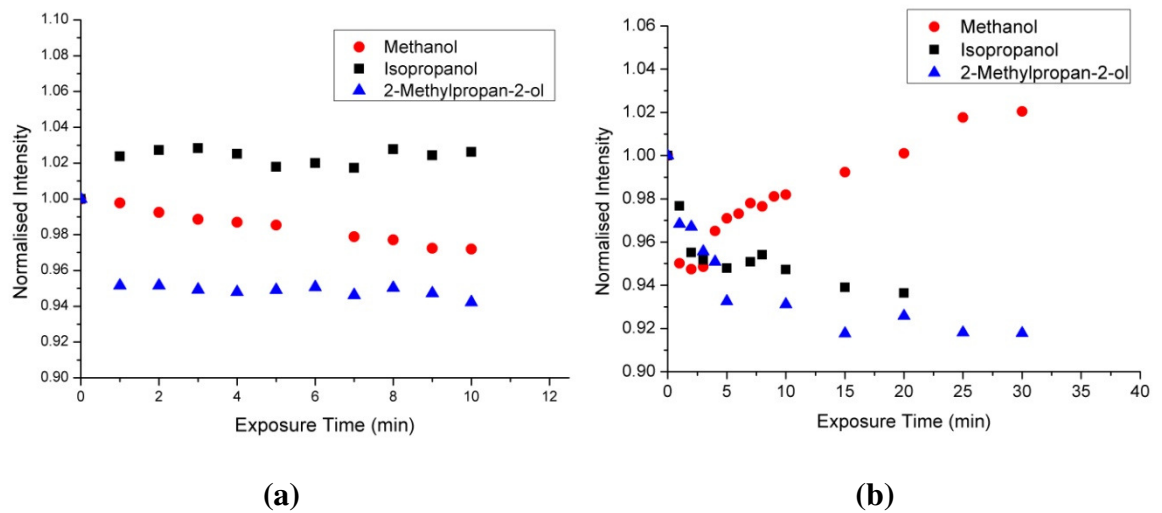 1.10
1.08
1.06
1.04
1.02
1.00
0.98
0.96
0.94
0.92
0.90
Normalised Intensity
Methanol
Isopropanol
2-Methylpropan-2-ol
0 2 4 6 8 10 12
Exposure Time (min)
(a)
1.06
1.04
1.02
1.00
0.98
0.96
0.94
0.92
0.90
Normalised Intensity
Methanol
Isopropanol
2-Methylpropan-2-ol
0 5 10 15 20 25 30 35 40
Exposure Time (min)
(b)